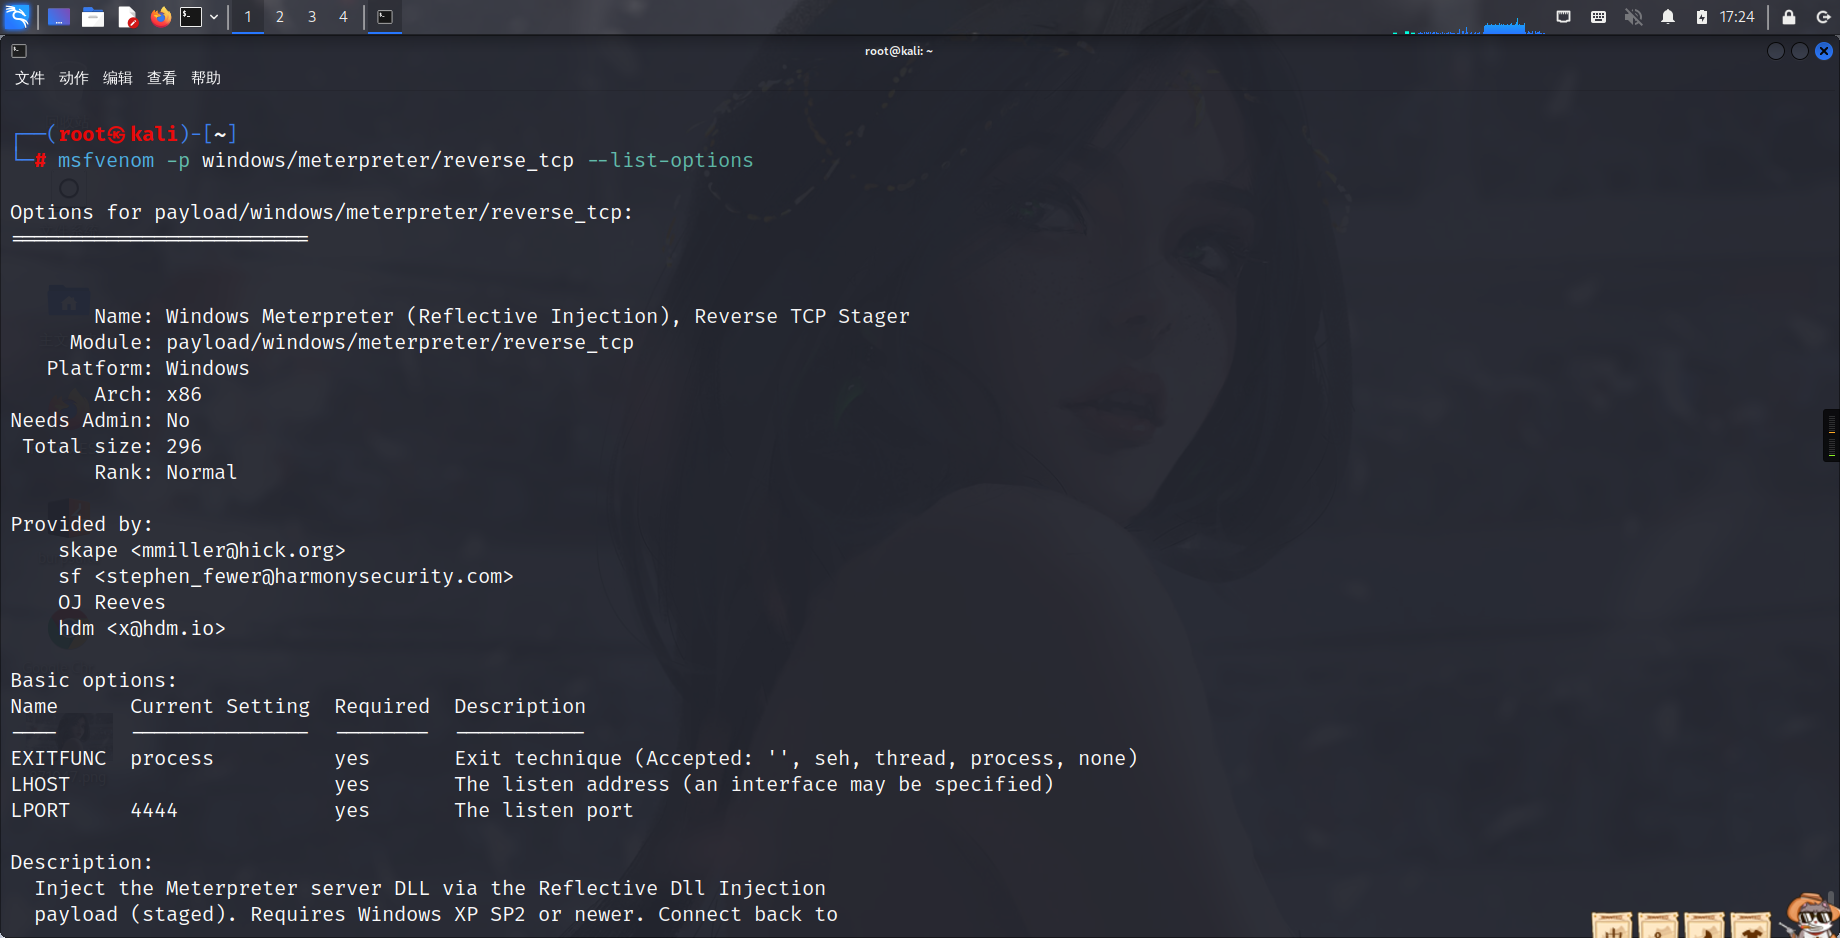 1 2 3 4 17:24
root@kali: ~
文件 动作 编辑 查看 帮助
┌──(root㉿kali)-[~]
└─# msfvenom -p windows/meterpreter/reverse_tcp --list-options
Options for payload/windows/meterpreter/reverse_tcp:
=========================
Name: Windows Meterpreter (Reflective Injection), Reverse TCP Stager
Module: payload/windows/meterpreter/reverse_tcp
Platform: Windows
Arch: x86
Needs Admin: No
Total size: 296
Rank: Normal
Provided by:
skape <mmiller@hick.org>
sf <stephen_fewer@harmonysecurity.com>
OJ Reeves
hdm <x@hdm.io>
Basic options:
Name Current Setting Required Description
---- --------------- -------- -----------
EXITFUNC process yes Exit technique (Accepted: '', seh, thread, process, none)
LHOST yes The listen address (an interface may be specified)
LPORT 4444 yes The listen port
Description:
Inject the Meterpreter server DLL via the Reflective Dll Injection
payload (staged). Requires Windows XP SP2 or newer. Connect back to